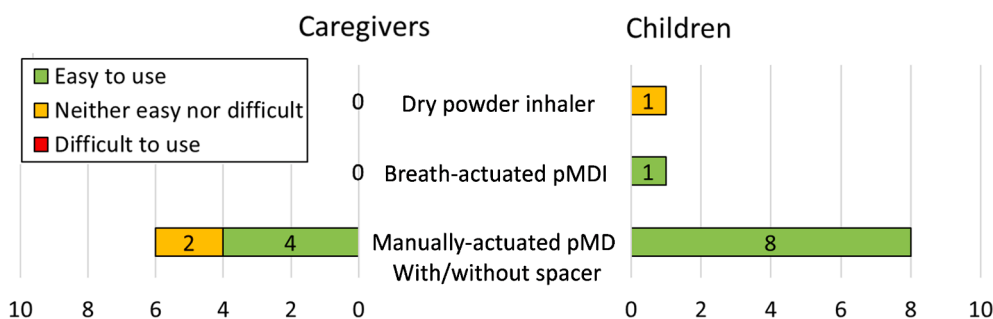 Caregivers
Children
Easy to use
Neither easy nor difficult
Difficult to use
0
Dry powder inhaler
1
0
Breath-actuated pMDI
1
2
4
Manually-actuated pMD
With/without spacer
8
10 8 6 4 2 0
0 2 4 6 8 10